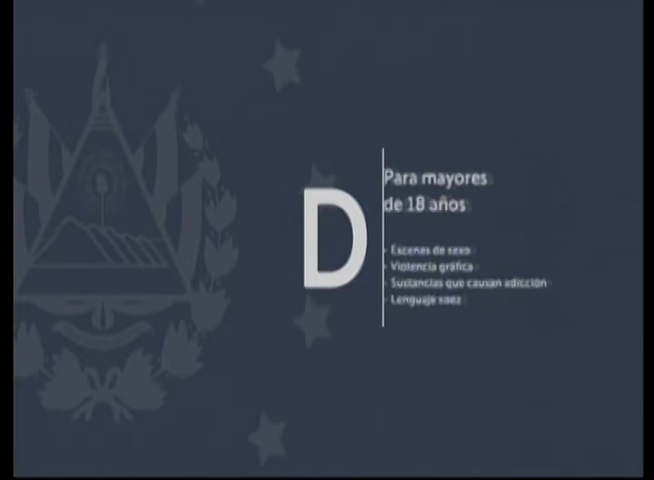 D
Para mayores
de 18 años
- Escenas de sexo
- Violencia gráfica
- Sustancias que causan adicción
- Lenguaje soez